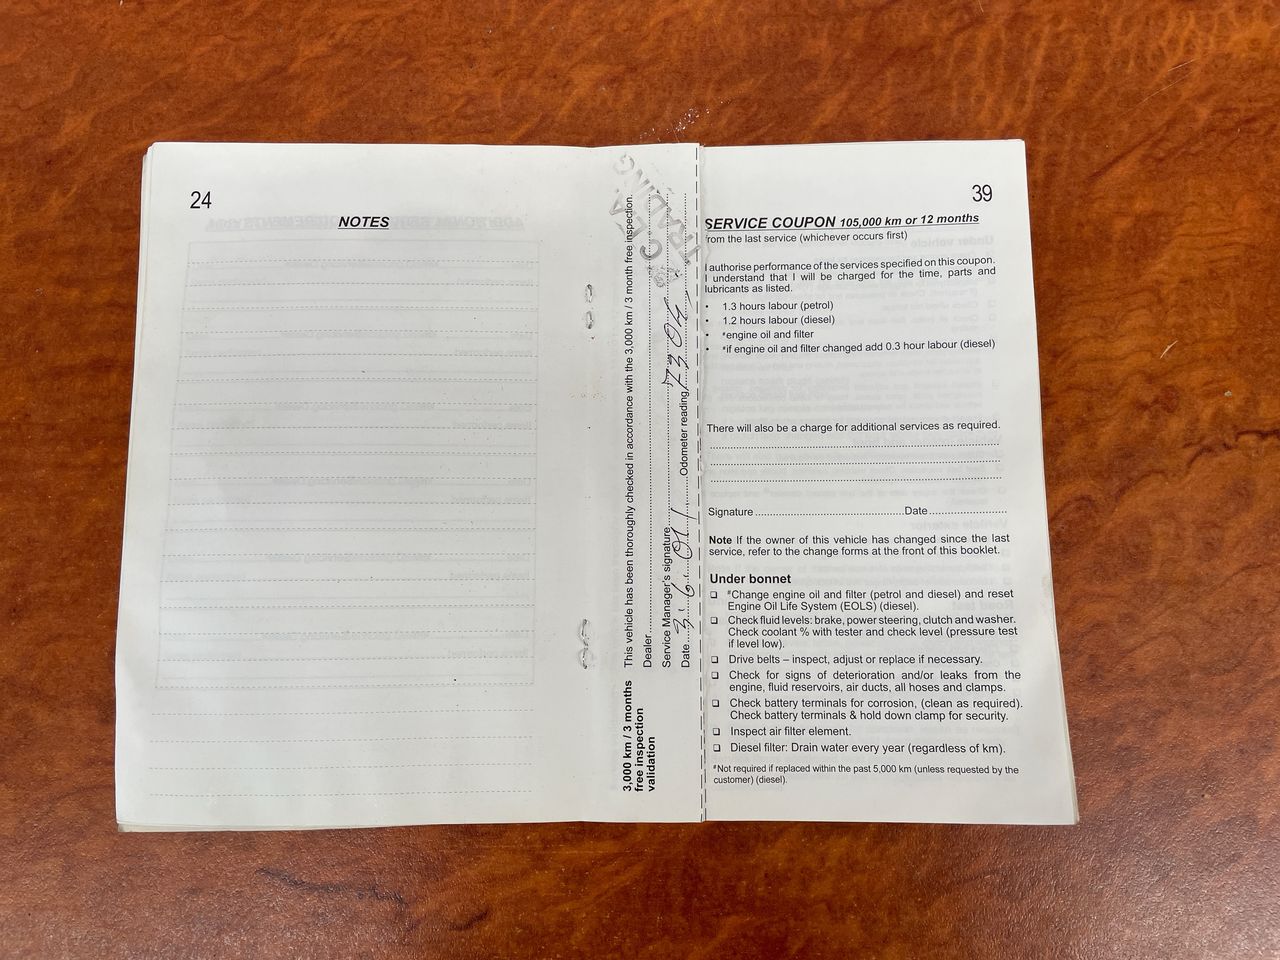 24
NOTES
3,000 km / 3 months
free inspection
validation
This vehicle has been thoroughly checked in accordance with the 3,000 km / 3 month free inspection.
Dealer
Service Manager's signature
Date 3.6.01 Odometer reading
39
SERVICE COUPON 105,000 km or 12 months
from the last service (whichever occurs first)
I authorise performance of the services specified on this coupon.
I understand that I will be charged for the time, parts and
lubricants as listed.
• 1.3 hours labour (petrol)
• 1.2 hours labour (diesel)
• *engine oil and filter
• *if engine oil and filter changed add 0.3 hour labour (diesel)
There will also be a charge for additional services as required.
Signature Date
Note If the owner of this vehicle has changed since the last
service, refer to the change forms at the front of this booklet.
Under bonnet
❑ #Change engine oil and filter (petrol and diesel) and reset
Engine Oil Life System (EOLS) (diesel).
❑ Check fluid levels: brake, power steering, clutch and washer.
Check coolant % with tester and check level (pressure test
if level low).
❑ Drive belts – inspect, adjust or replace if necessary.
❑ Check for signs of deterioration and/or leaks from the
engine, fluid reservoirs, air ducts, all hoses and clamps.
❑ Check battery terminals for corrosion, (clean as required).
Check battery terminals & hold down clamp for security.
❑ Inspect air filter element.
❑ Diesel filter: Drain water every year (regardless of km).
#Not required if replaced within the past 5,000 km (unless requested by the
customer) (diesel).